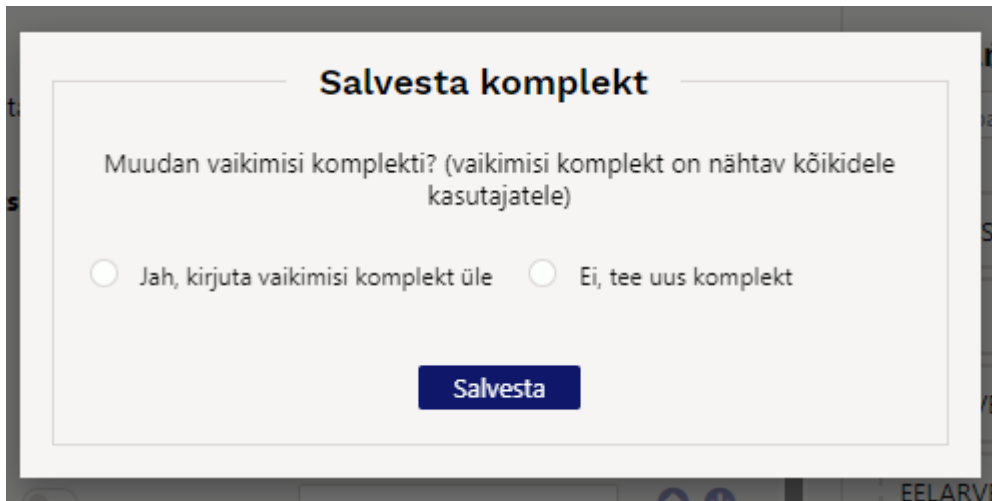 Salvesta komplekt
Muudan vaikimisi komplekti? (vaikimisi komplekt on nähtav kõikidele
kasutajatele)
Jah, kirjuta vaikimisi komplekt üle
Ei, tee uus komplekt
Salvesta